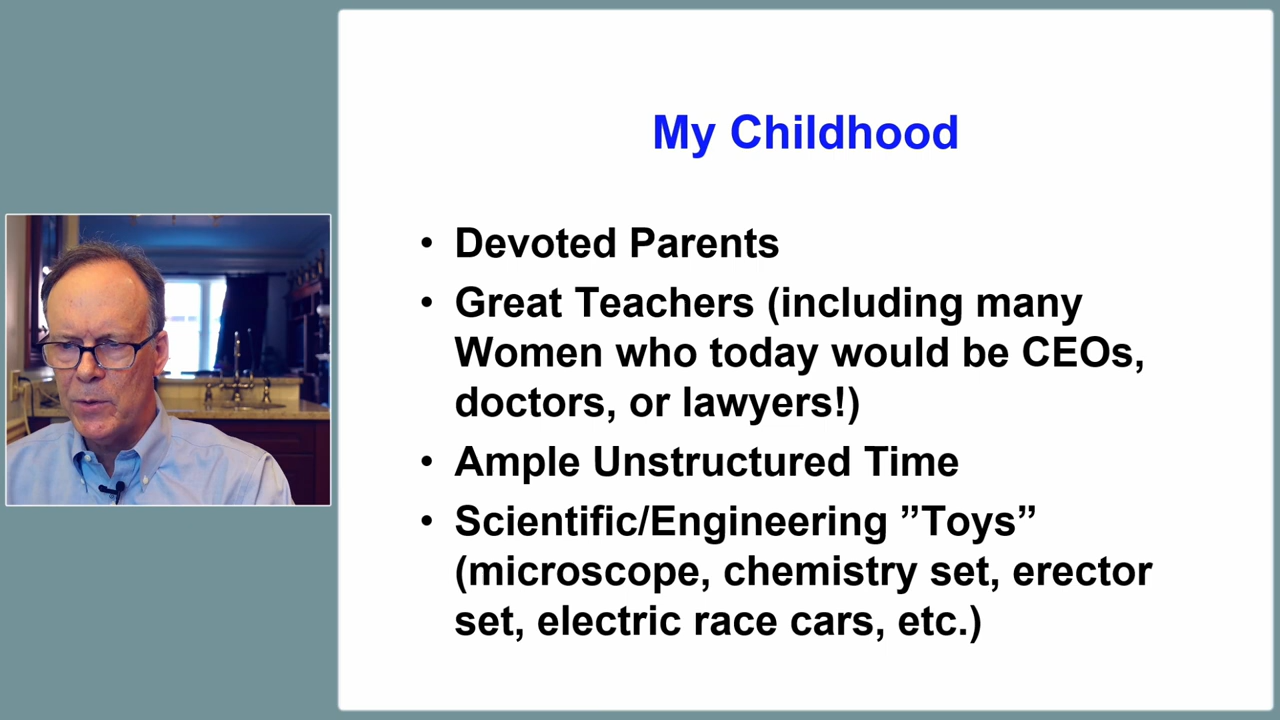 My Childhood
• Devoted Parents
• Great Teachers (including many
Women who today would be CEOs,
doctors, or lawyers!)
• Ample Unstructured Time
• Scientific/Engineering ”Toys”
(microscope, chemistry set, erector
set, electric race cars, etc.)